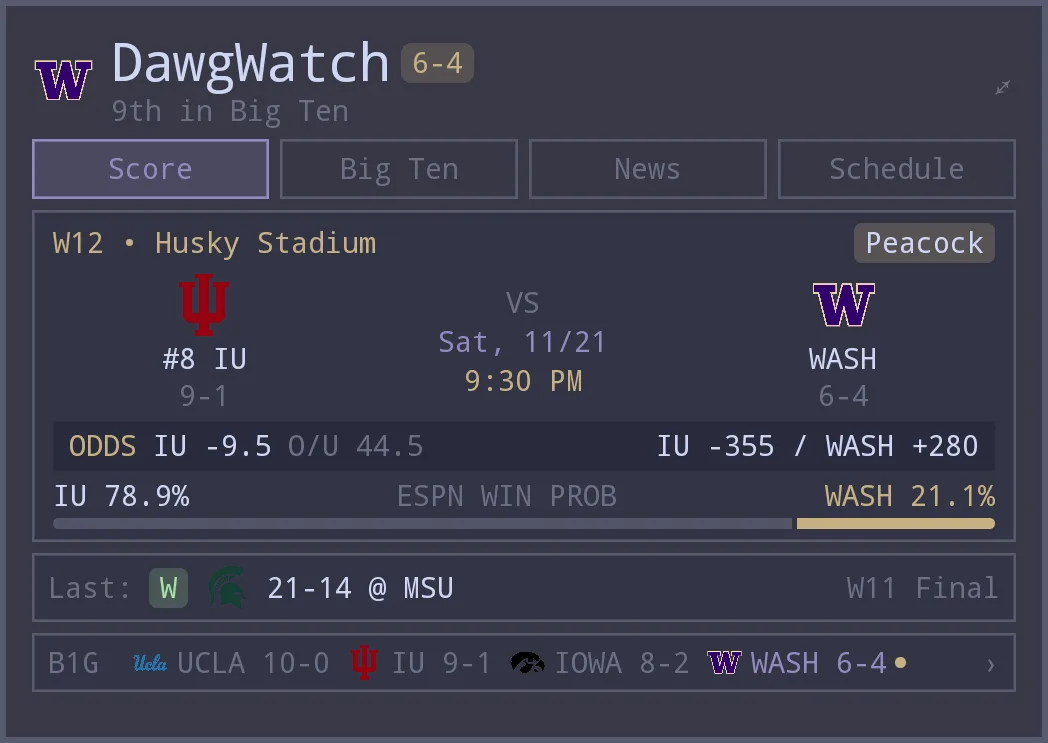 DawgWatch 6-4
9th in Big Ten
Score Big Ten News Schedule
W12 • Husky Stadium Peacock
VS
Sat, 11/21
9:30 PM
#8 IU WASH
9-1 6-4
ODDS IU -9.5 O/U 44.5 IU -355 / WASH +280
IU 78.9% ESPN WIN PROB WASH 21.1%
Last: W 21-14 @ MSU W11 Final
B1G Ucla UCLA 10-0 IU 9-1 IOWA 8-2 W WASH 6-4 ›